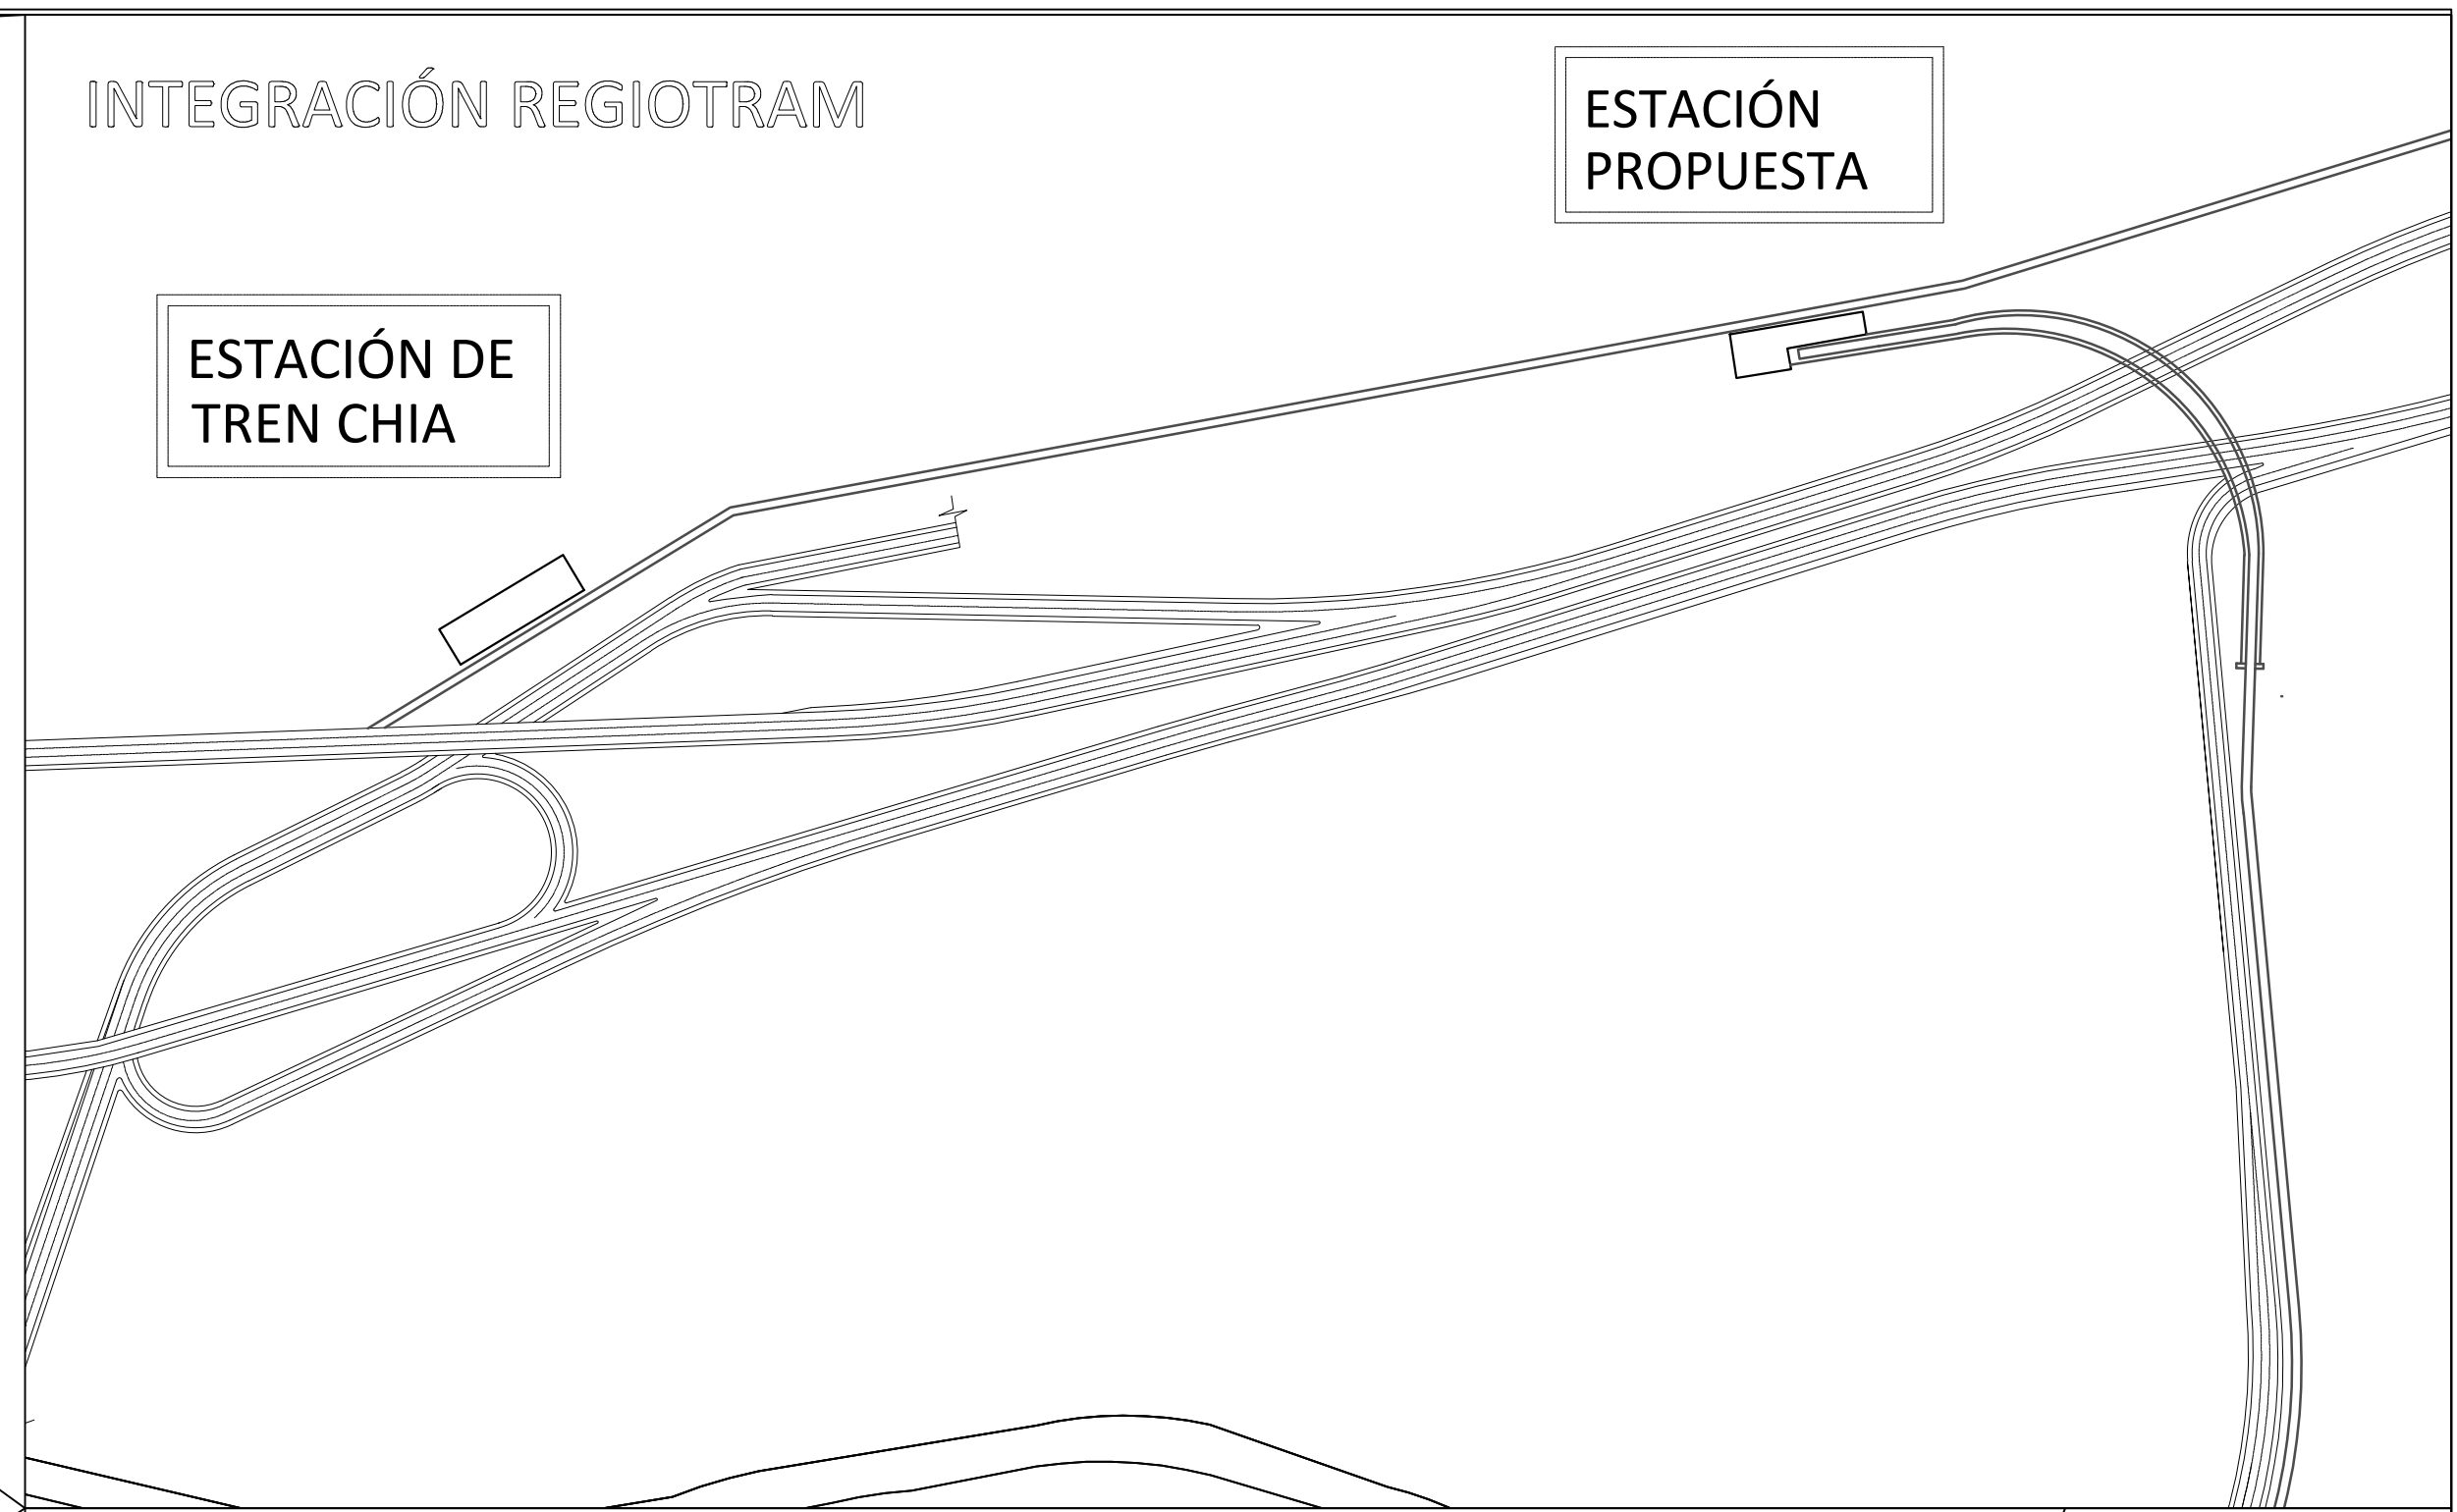 INTEGRACIÓN REGIOTRAM
ESTACIÓN
PROPUESTA
ESTACIÓN DE
TREN CHIA